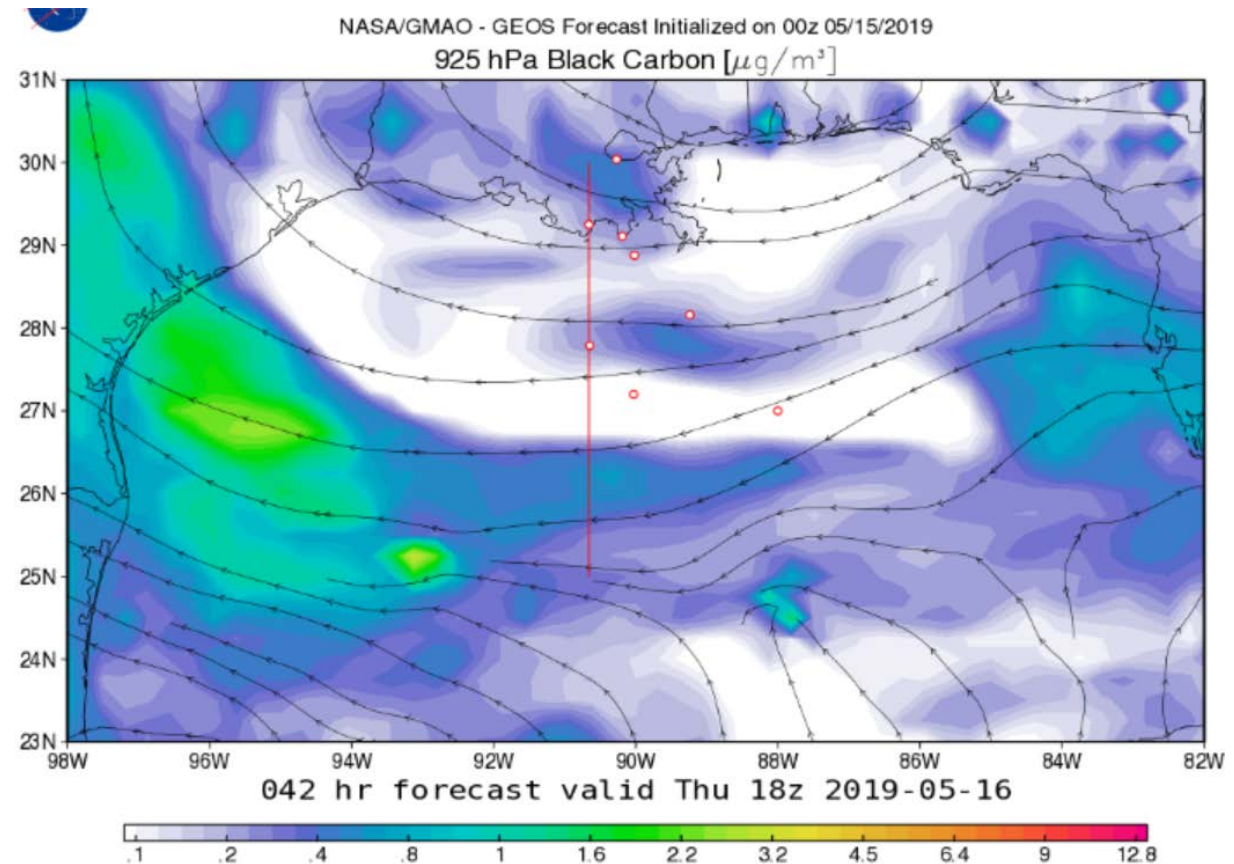 NASA/GMAO - GEOS Forecast Initialized on 00z 05/15/2019
925 hPa Black Carbon [μg/m³]
31N
30N
29N
28N
27N
26N
25N
24N
23N
98W 96W 94W 92W 90W 88W 86W 84W 82W
042 hr forecast valid Thu 18z 2019-05-16
.1 .2 .4 .8 1 1.6 2.2 3.2 4.5 6.4 9 12.8